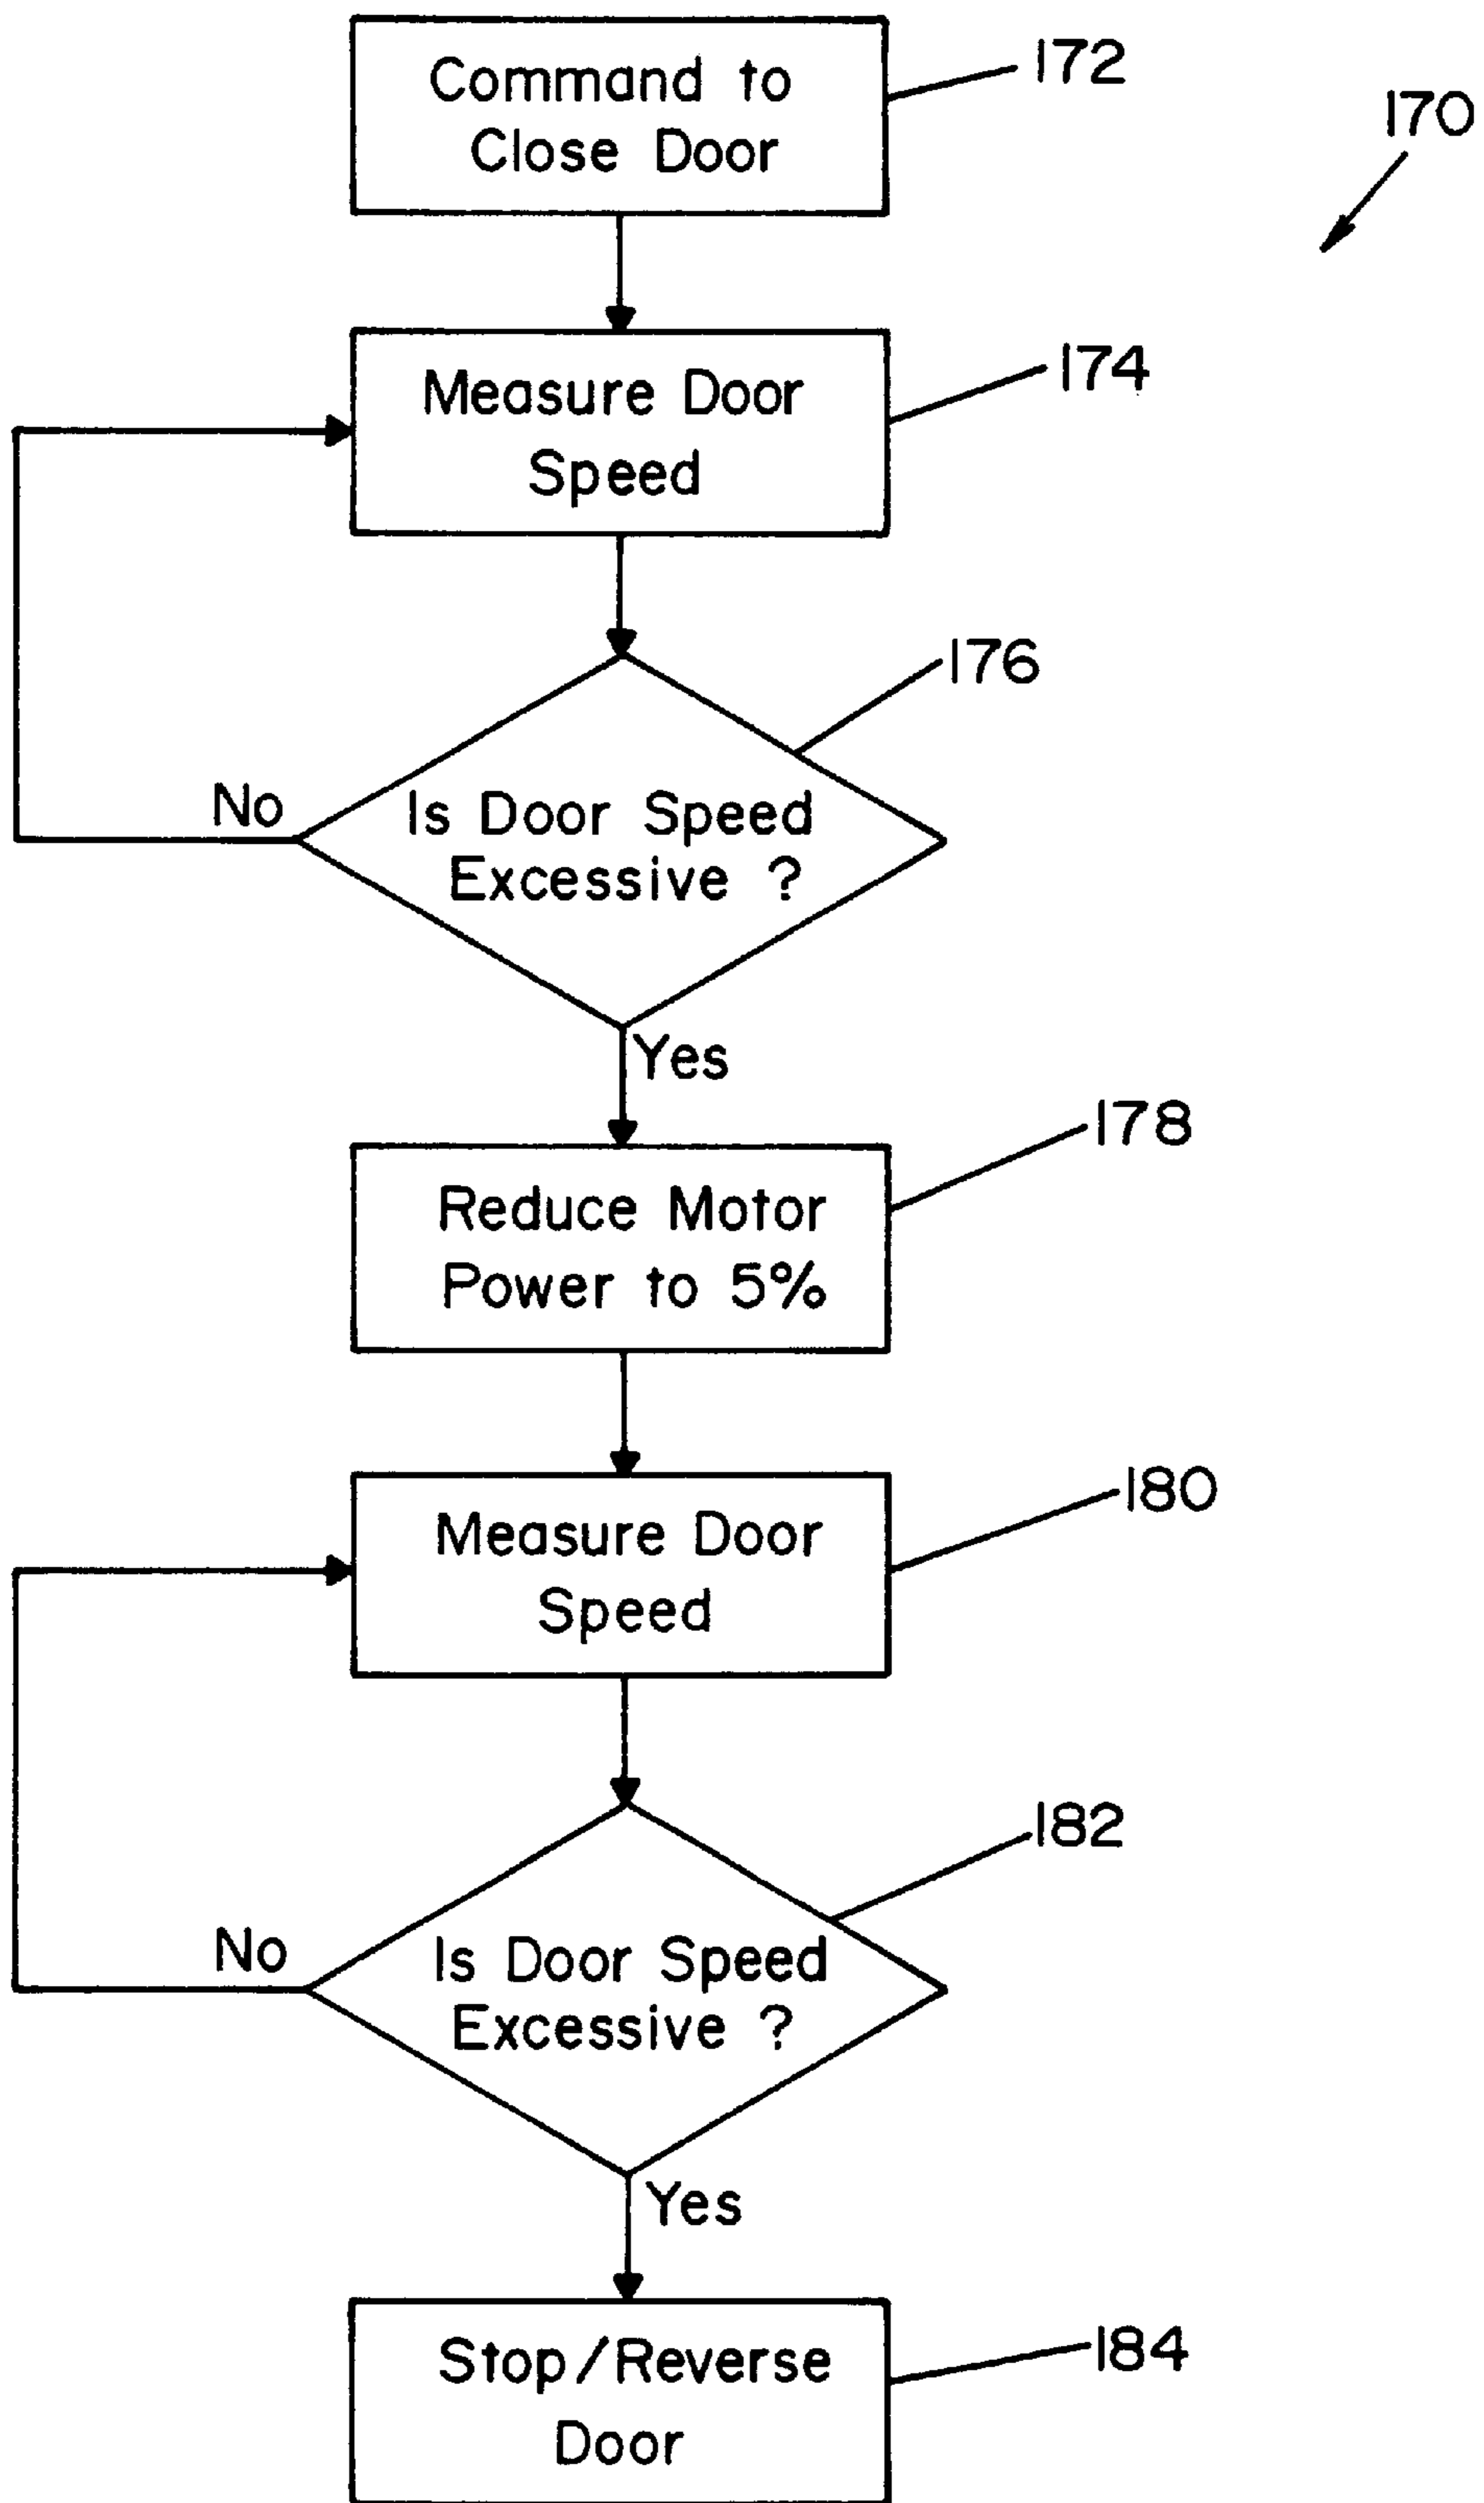 Command to
Close Door
172
170
Measure Door
Speed
174
176
No
Is Door Speed
Excessive ?
Yes
178
Reduce Motor
Power to 5%
180
Measure Door
Speed
182
No
Is Door Speed
Excessive ?
Yes
Stop/Reverse
Door
184